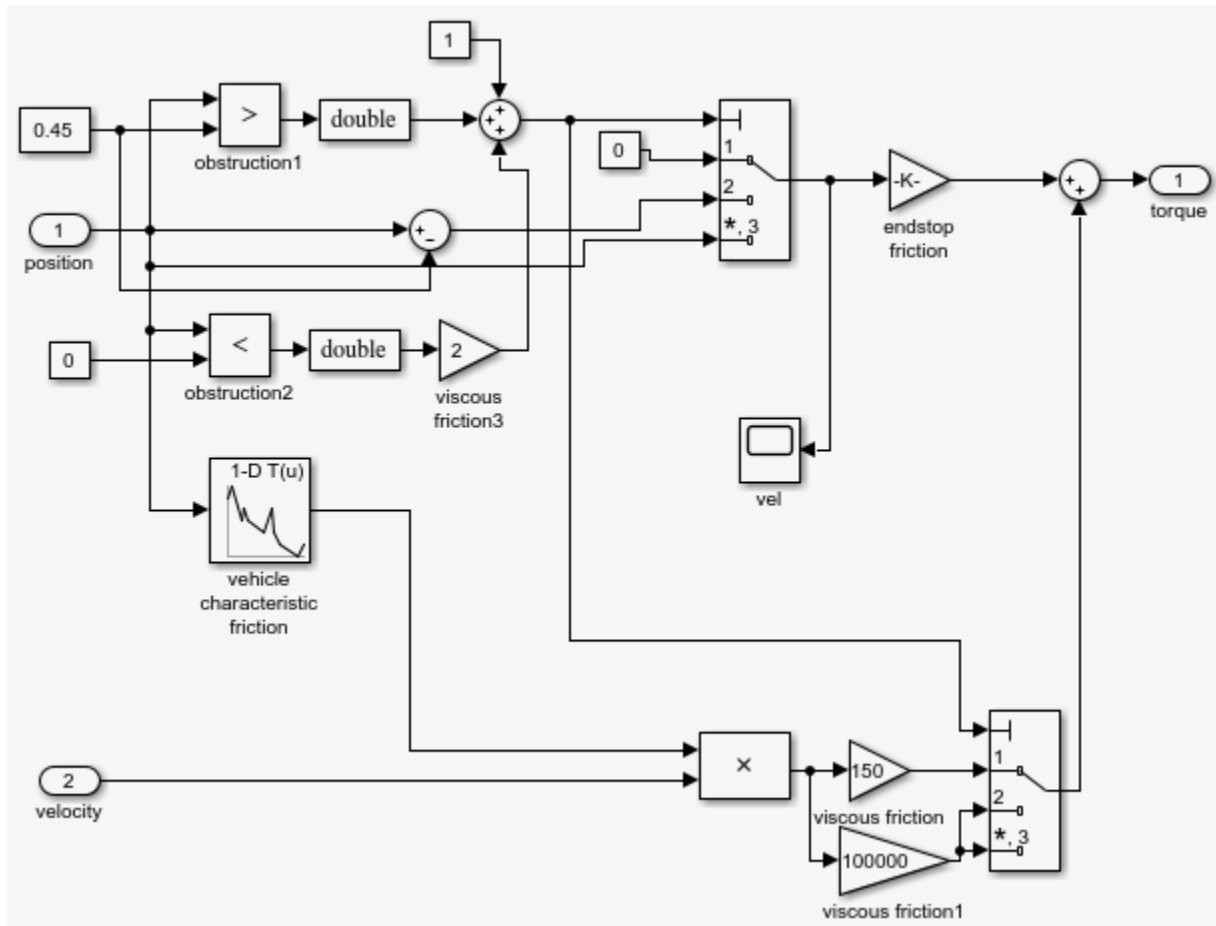 1
0.45
>
double
+
+
+
obstruction1
0
1
2
*, 3
-K-
endstop
friction
+
+
1
torque
1
position
+
−
0
<
double
2
obstruction2
viscous
friction3
vel
1-D T(u)
vehicle
characteristic
friction
2
velocity
×
150
viscous friction
100000
viscous friction1
1
2
*, 3